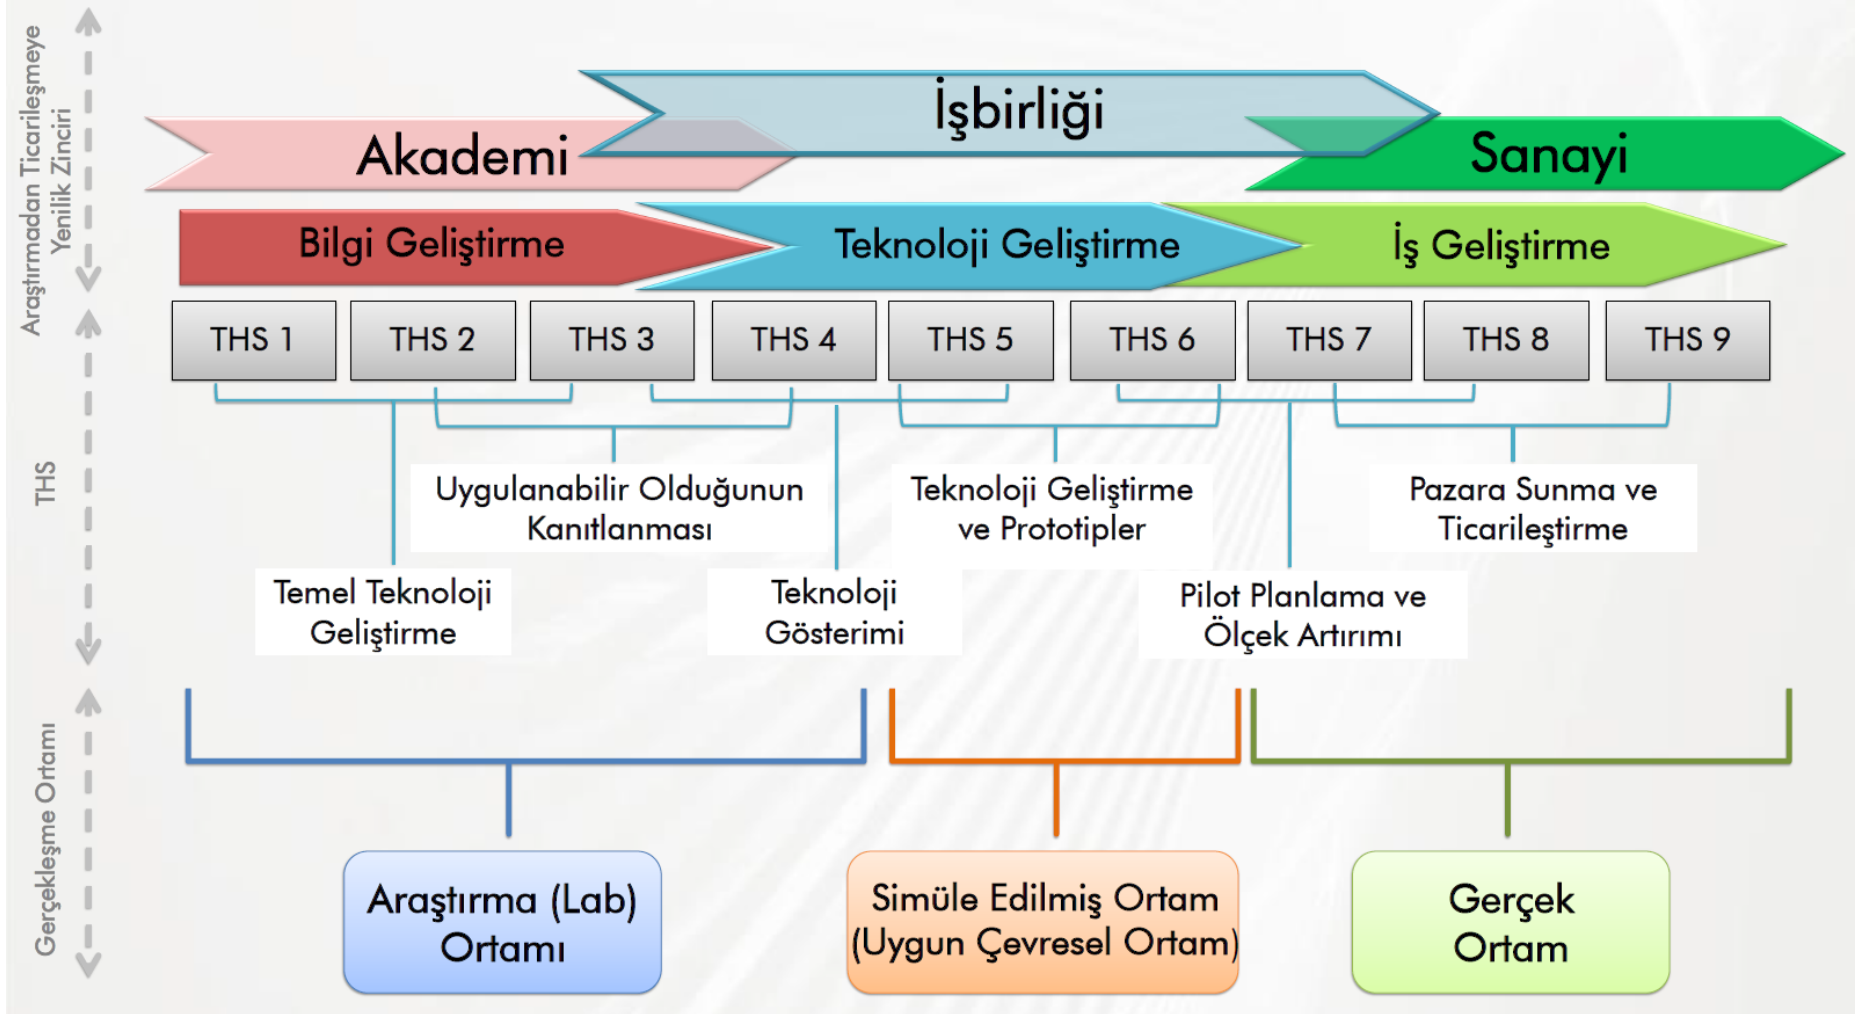 Araştırmadan Ticarileşmeye
Yenilik Zinciri
İşbirliği
Akademi
Sanayi
Bilgi Geliştirme
Teknoloji Geliştirme
İş Geliştirme
THS
THS 1
THS 2
THS 3
THS 4
THS 5
THS 6
THS 7
THS 8
THS 9
Uygulanabilir Olduğunun
Kanıtlanması
Teknoloji Geliştirme
ve Prototipler
Pazara Sunma ve
Ticarileştirme
Temel Teknoloji
Geliştirme
Teknoloji
Gösterimi
Pilot Planlama ve
Ölçek Artırımı
Gerçekleşme Ortamı
Araştırma (Lab)
Ortamı
Simüle Edilmiş Ortam
(Uygun Çevresel Ortam)
Gerçek
Ortam